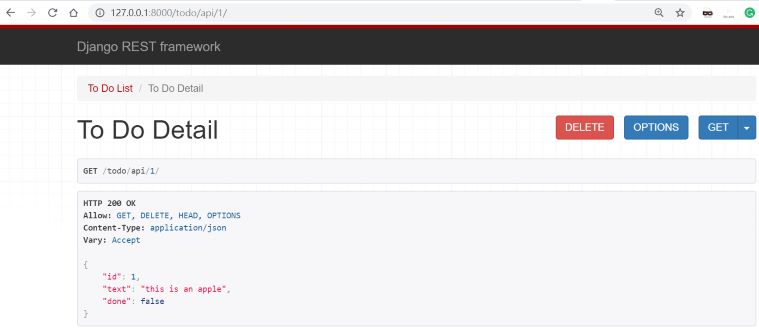 127.0.0.1:8000/todo/api/1/
Django REST framework
To Do List / To Do Detail
To Do Detail
DELETE OPTIONS GET
GET /todo/api/1/
HTTP 200 OK
Allow: GET, DELETE, HEAD, OPTIONS
Content-Type: application/json
Vary: Accept
{
"id": 1,
"text": "this is an apple",
"done": false
}